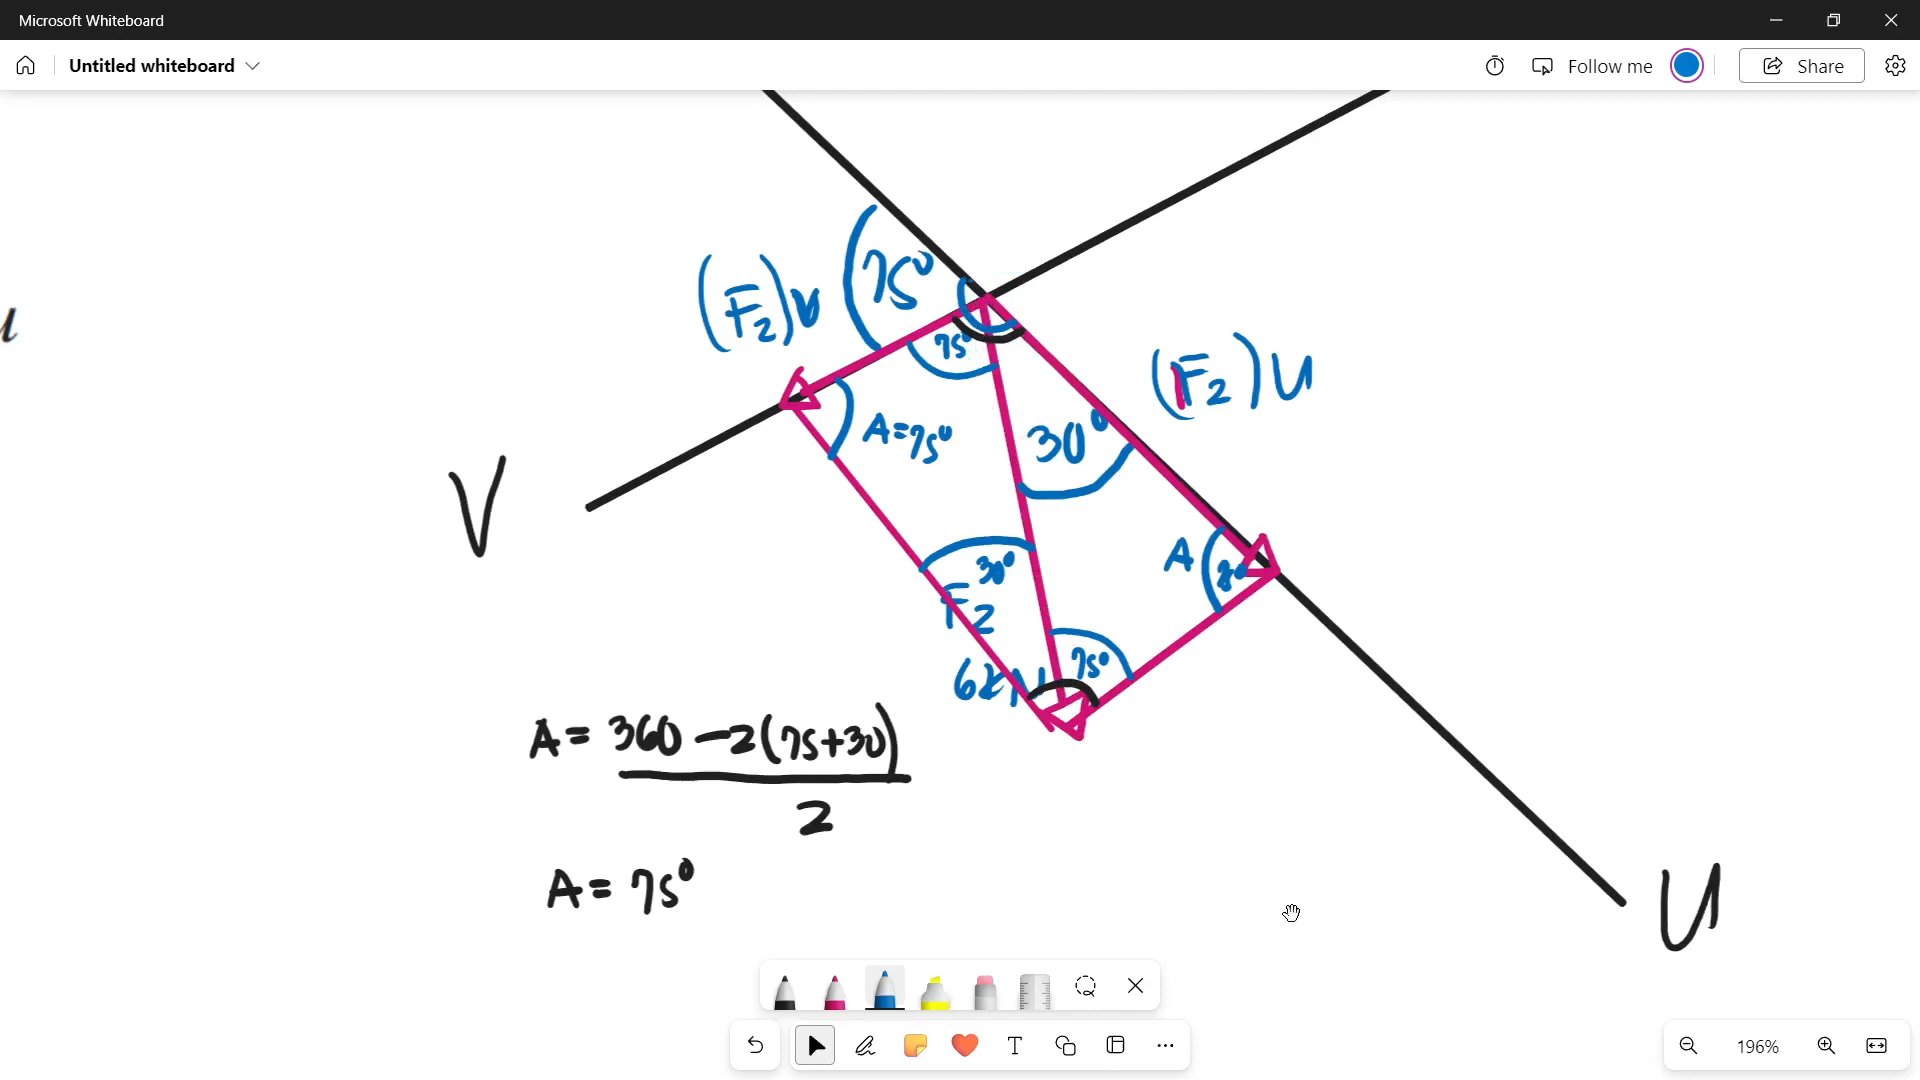 Microsoft Whiteboard
Untitled whiteboard
Follow me
Share
u
(F2)v
75°
75°
(F2)u
A=75°
30°
V
A
30°
F2
75°
6kN
A = 360 - 2(75+30)
2
A = 75°
U
196%